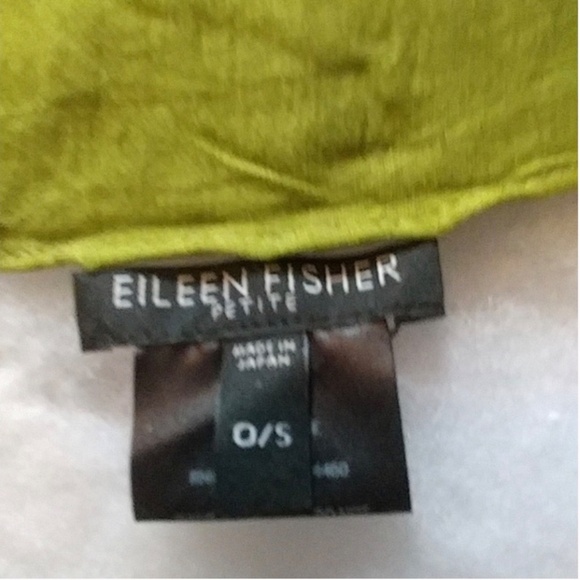 EILEEN FISHER
PETITE
MADE IN
JAPAN
O/S